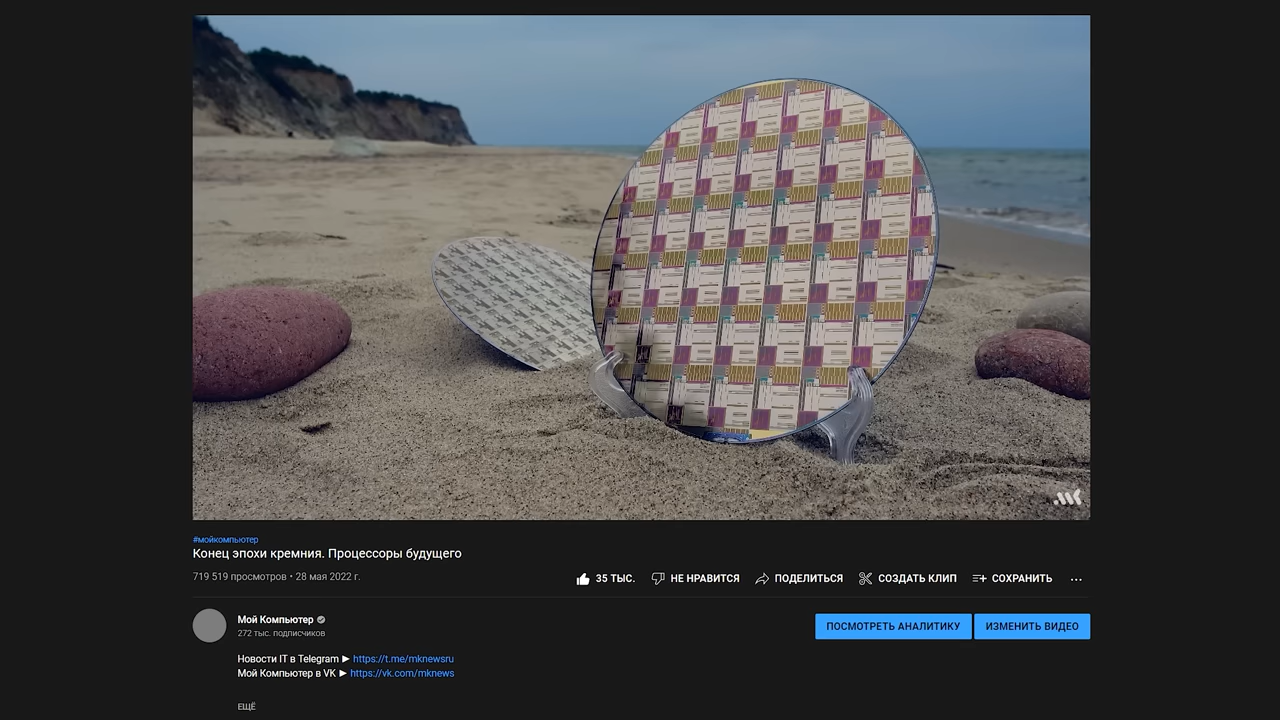 #мойкомпьютер
Конец эпохи кремния. Процессоры будущего
719 519 просмотров • 28 мая 2022 г.
35 ТЫС. НЕ НРАВИТСЯ ПОДЕЛИТЬСЯ СОЗДАТЬ КЛИП СОХРАНИТЬ
Мой Компьютер
272 тыс. подписчиков
ПОСМОТРЕТЬ АНАЛИТИКУ ИЗМЕНИТЬ ВИДЕО
Новости IT в Telegram ► https://t.me/mknewsru
Мой Компьютер в VK ► https://vk.com/mknews
ЕЩЁ